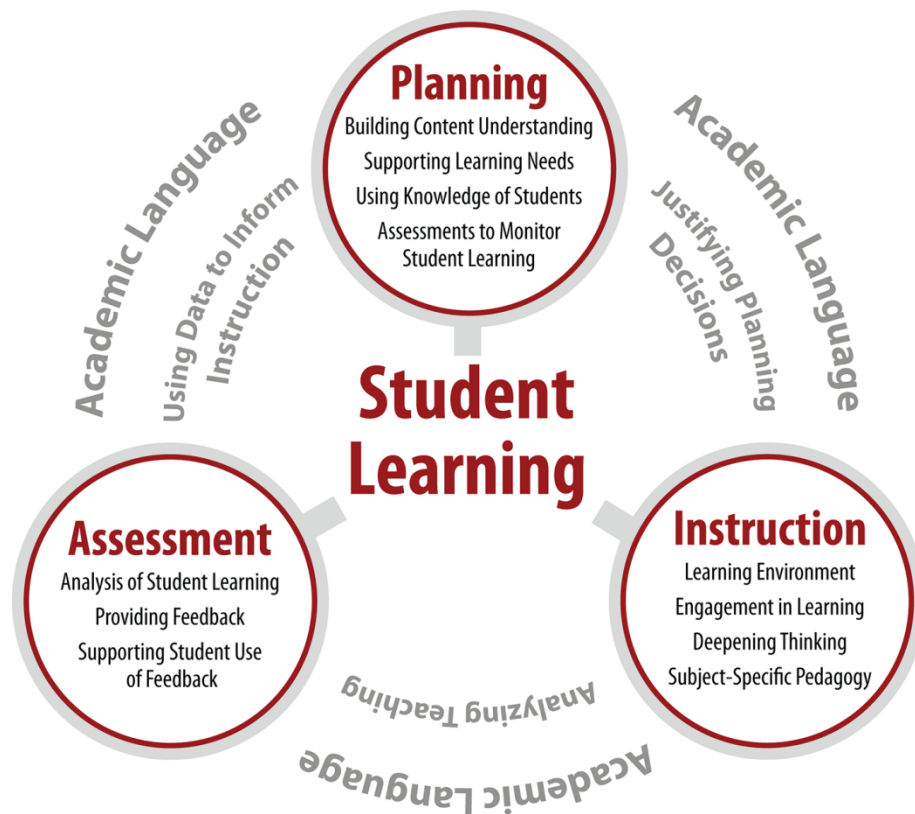 Planning
Building Content Understanding
Supporting Learning Needs
Using Knowledge of Students
Assessments to Monitor
Student Learning
Academic Language
Using Data to Inform
Instruction
Academic Language
Justifying Planning
Decisions
Student
Learning
Assessment
Analysis of Student Learning
Providing Feedback
Supporting Student Use
of Feedback
Instruction
Learning Environment
Engagement in Learning
Deepening Thinking
Subject-Specific Pedagogy
Analyzing Teaching
Academic Language